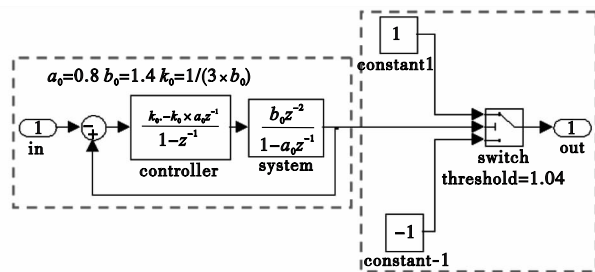 a₀=0.8 b₀=1.4 k₀=1/(3×b₀)
1
in
−
+
k₀.−k₀×a₀z⁻¹
1−z⁻¹
controller
b₀z⁻²
1−a₀z⁻¹
system
1
constant1
switch
threshold=1.04
1
out
−1
constant-1